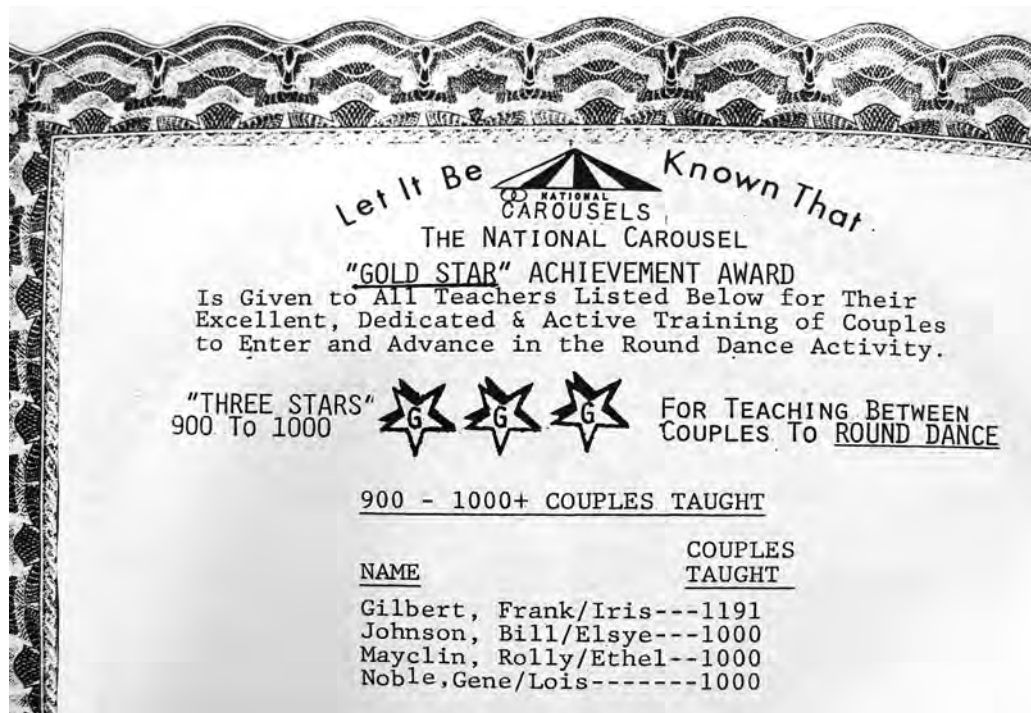 Let It Be Known That
NATIONAL
CAROUSELS
THE NATIONAL CAROUSEL
"GOLD STAR" ACHIEVEMENT AWARD
Is Given to All Teachers Listed Below for Their
Excellent, Dedicated & Active Training of Couples
to Enter and Advance in the Round Dance Activity.
"THREE STARS" G G G FOR TEACHING BETWEEN
900 To 1000 COUPLES To ROUND DANCE
900 - 1000+ COUPLES TAUGHT
COUPLES
NAME TAUGHT
Gilbert, Frank/Iris---1191
Johnson, Bill/Elsye---1000
Mayclin, Rolly/Ethel--1000
Noble,Gene/Lois-------1000